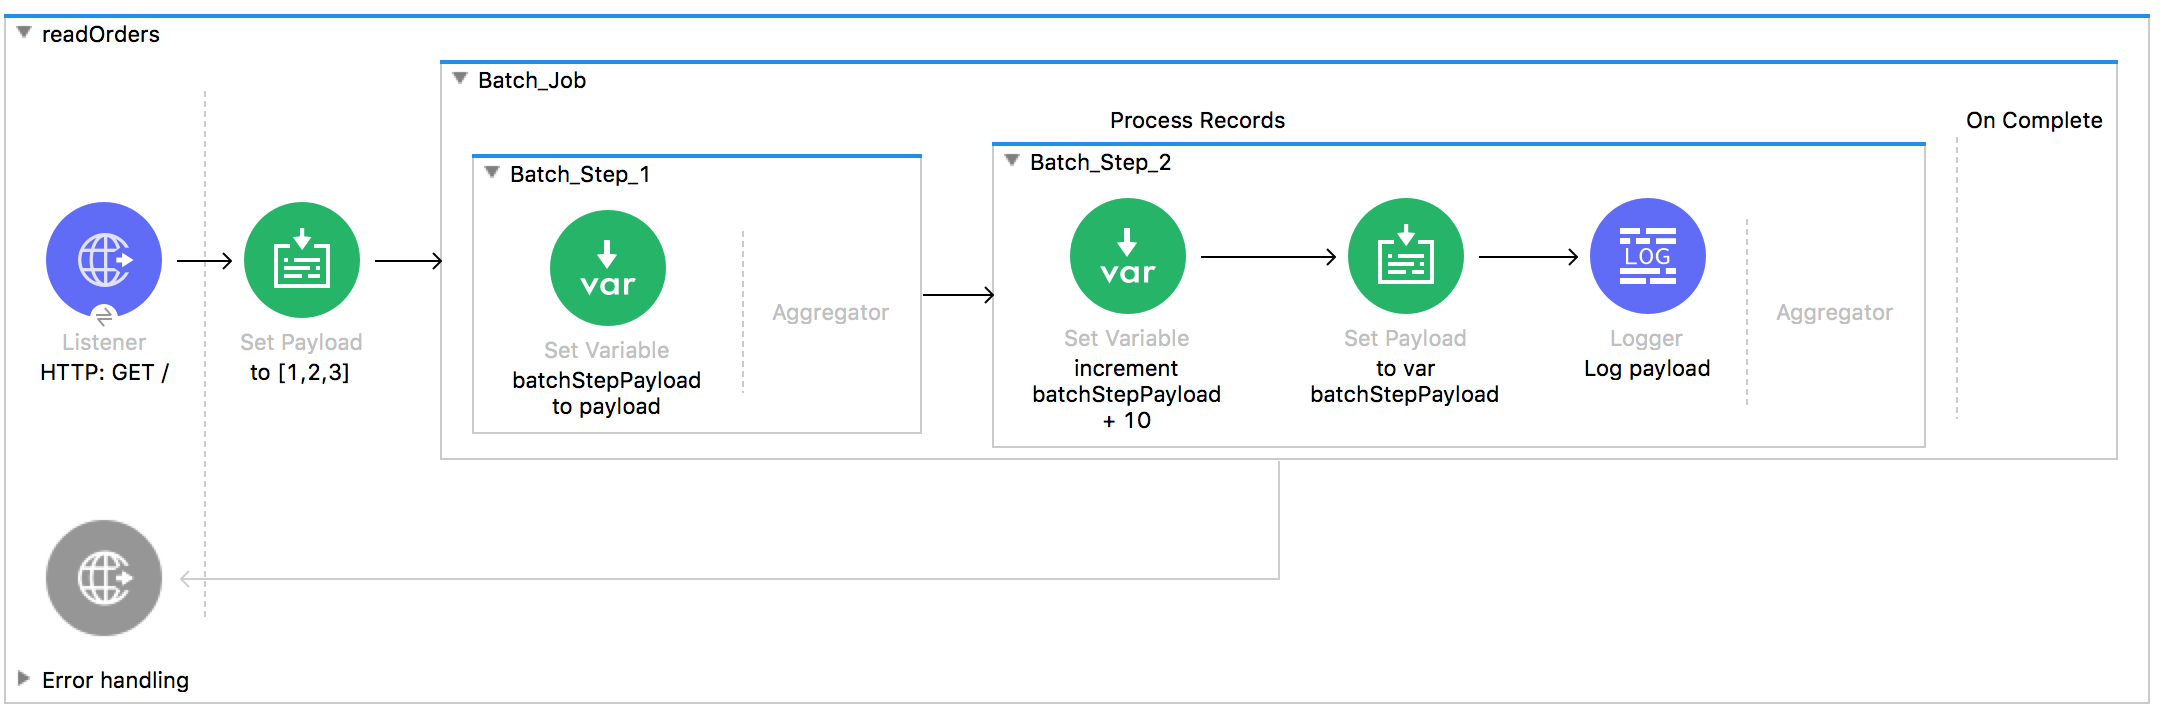 readOrders
Batch_Job
Process Records
On Complete
Batch_Step_1
Batch_Step_2
var
Aggregator
var
LOG
Aggregator
Listener
HTTP: GET /
Set Payload
to [1,2,3]
Set Variable
batchStepPayload
to payload
Set Variable
increment
batchStepPayload
+ 10
Set Payload
to var
batchStepPayload
Logger
Log payload
Error handling